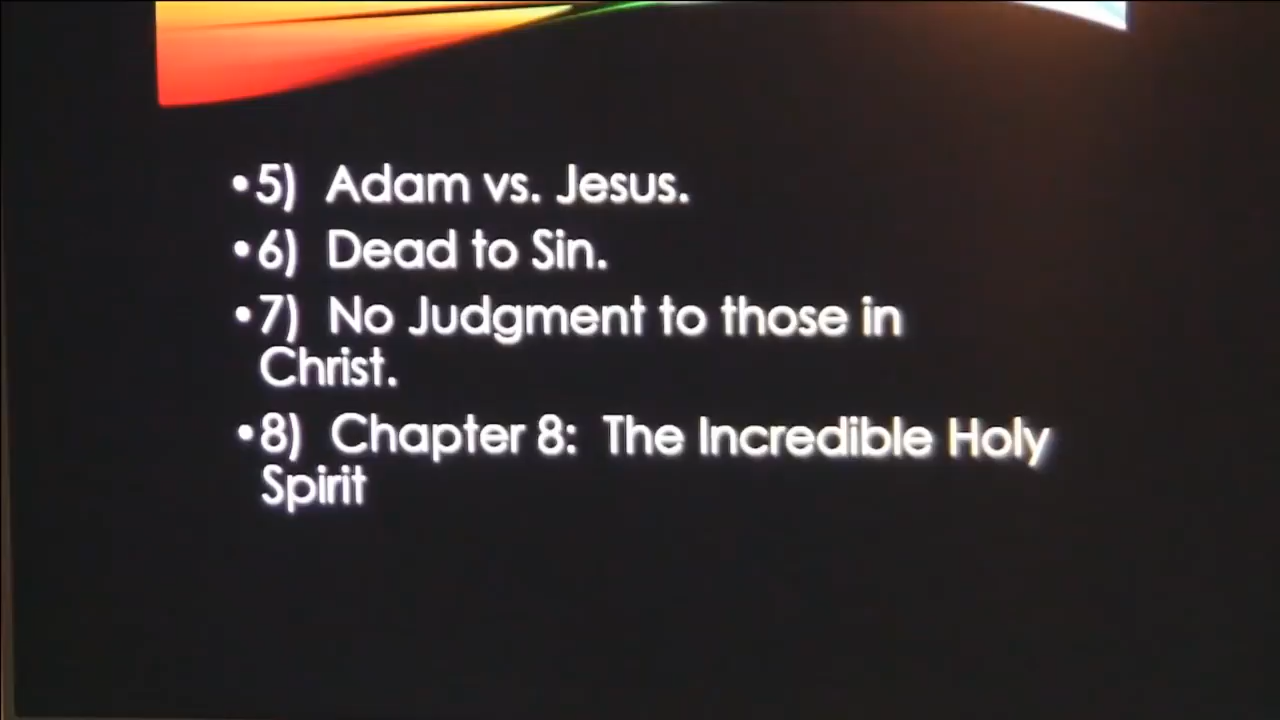 •5) Adam vs. Jesus.
•6) Dead to Sin.
•7) No Judgment to those in
Christ.
•8) Chapter 8: The Incredible Holy
Spirit